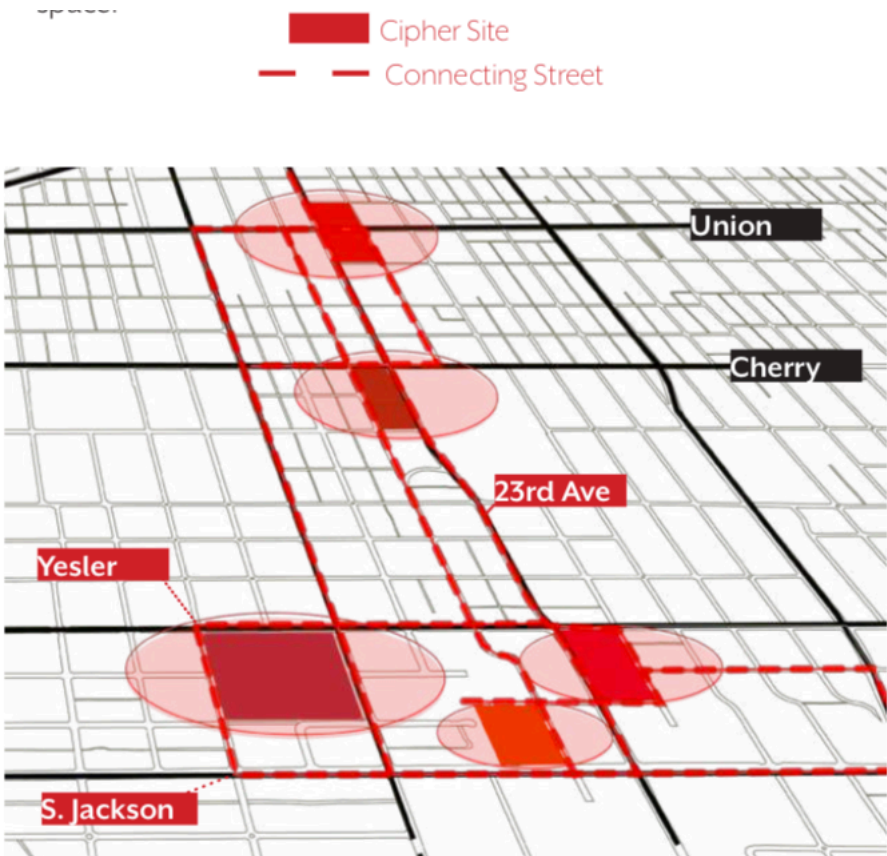 Cipher Site
Connecting Street
Union
Cherry
23rd Ave
Yesler
S. Jackson